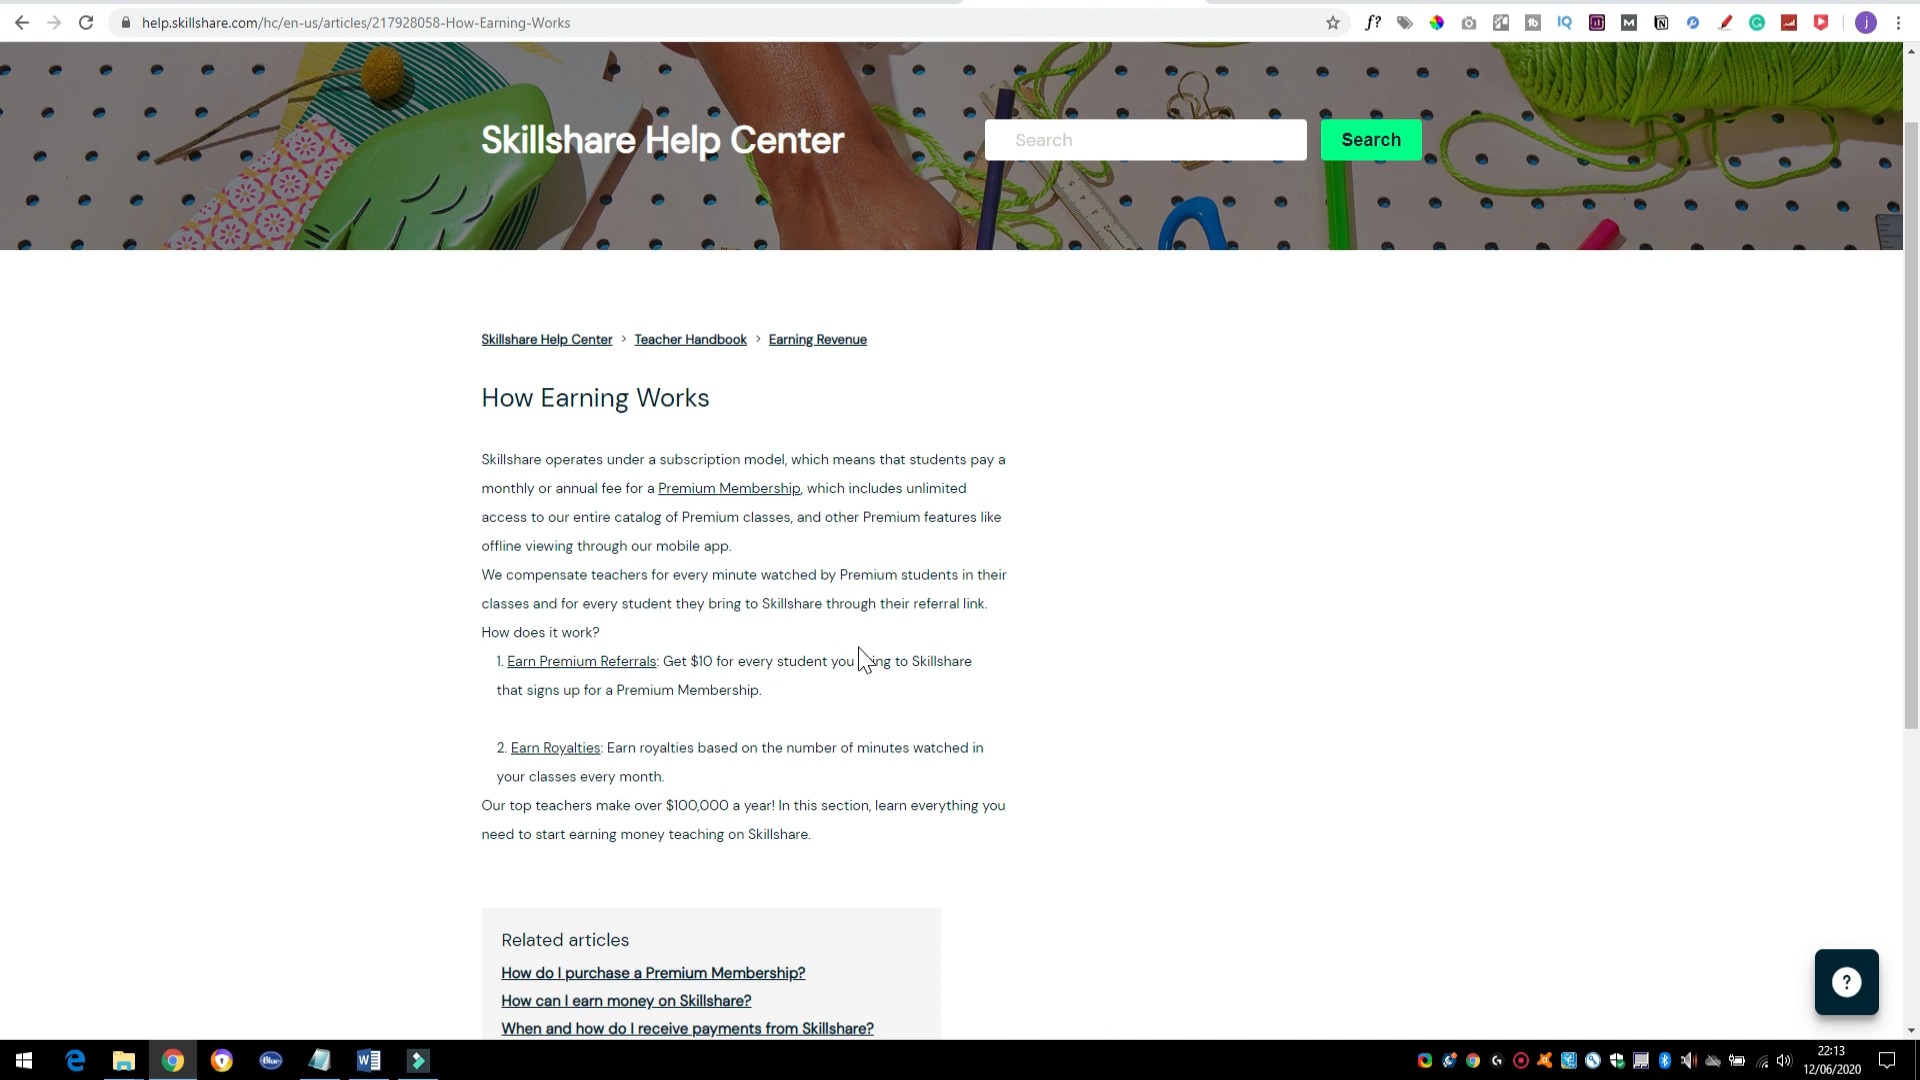 help.skillshare.com/hc/en-us/articles/217928058-How-Earning-Works
Skillshare Help Center
Search
Search
Skillshare Help Center > Teacher Handbook > Earning Revenue
How Earning Works
Skillshare operates under a subscription model, which means that students pay a
monthly or annual fee for a Premium Membership, which includes unlimited
access to our entire catalog of Premium classes, and other Premium features like
offline viewing through our mobile app.
We compensate teachers for every minute watched by Premium students in their
classes and for every student they bring to Skillshare through their referral link.
How does it work?
1. Earn Premium Referrals: Get $10 for every student you bring to Skillshare
that signs up for a Premium Membership.
2. Earn Royalties: Earn royalties based on the number of minutes watched in
your classes every month.
Our top teachers make over $100,000 a year! In this section, learn everything you
need to start earning money teaching on Skillshare.
Related articles
How do I purchase a Premium Membership?
How can I earn money on Skillshare?
When and how do I receive payments from Skillshare?
?
22:13
12/06/2020